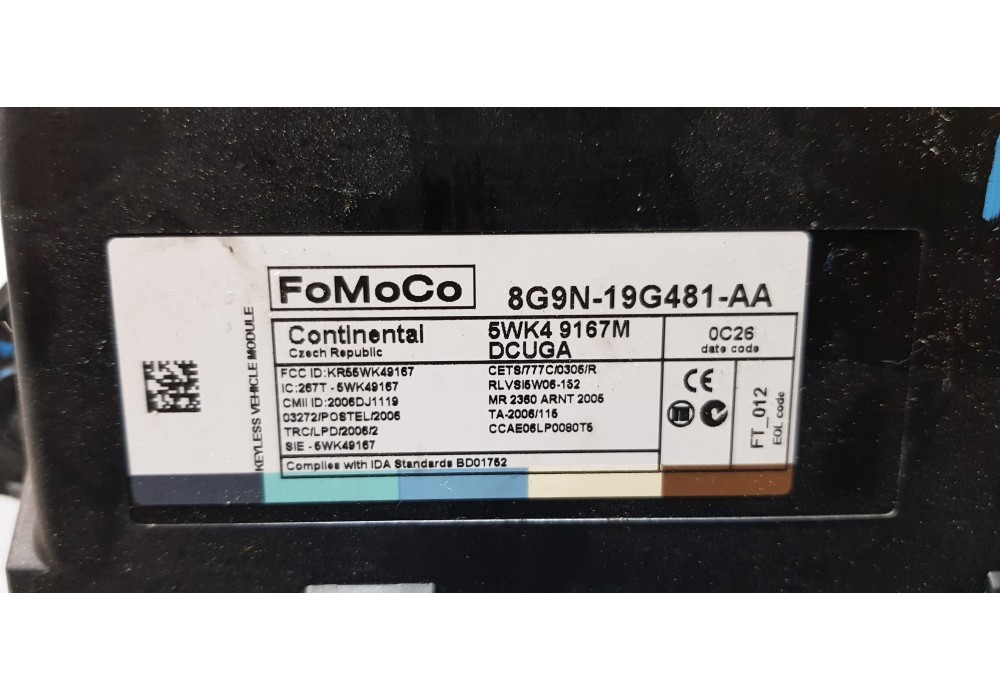 KEYLESS VEHICLE MODULE
FoMoCo
8G9N-19G481-AA
Continental
Czech Republic
5WK4 9167M
DCUGA
0C26
date code
FCC ID:KR55WK49167
IC:267T - 5WK49167
CMII ID:2006DJ1119
03272/POSTEL/2006
TRC/LPD/2006/2
SIE - 5WK49167
CETS/777C/0305/R
RLVSI5W06-152
MR 2360 ARNT 2005
TA-2006/115
CCAE06LP0080T5
Complies with IDA Standards BD01752
CE
FT_012
EOL code